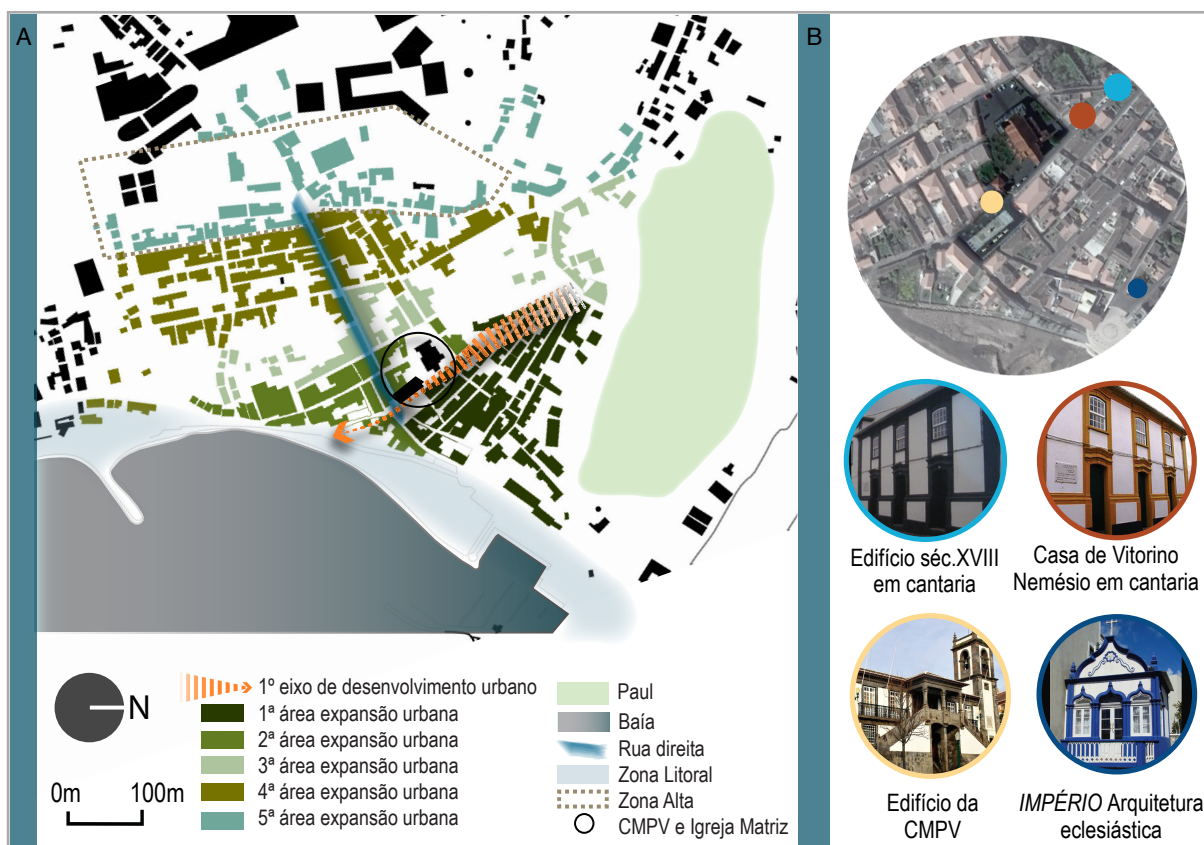 A
B
Edifício séc.XVIII
em cantaria
Casa de Vitorino
Nemésio em cantaria
Edifício da
CMPV
IMPÉRIO Arquitetura
eclesiástica
N
0m
100m
1º eixo de desenvolvimento urbano
1ª área expansão urbana
2ª área expansão urbana
3ª área expansão urbana
4ª área expansão urbana
5ª área expansão urbana
Paul
Baía
Rua direita
Zona Litoral
Zona Alta
CMPV e Igreja Matriz